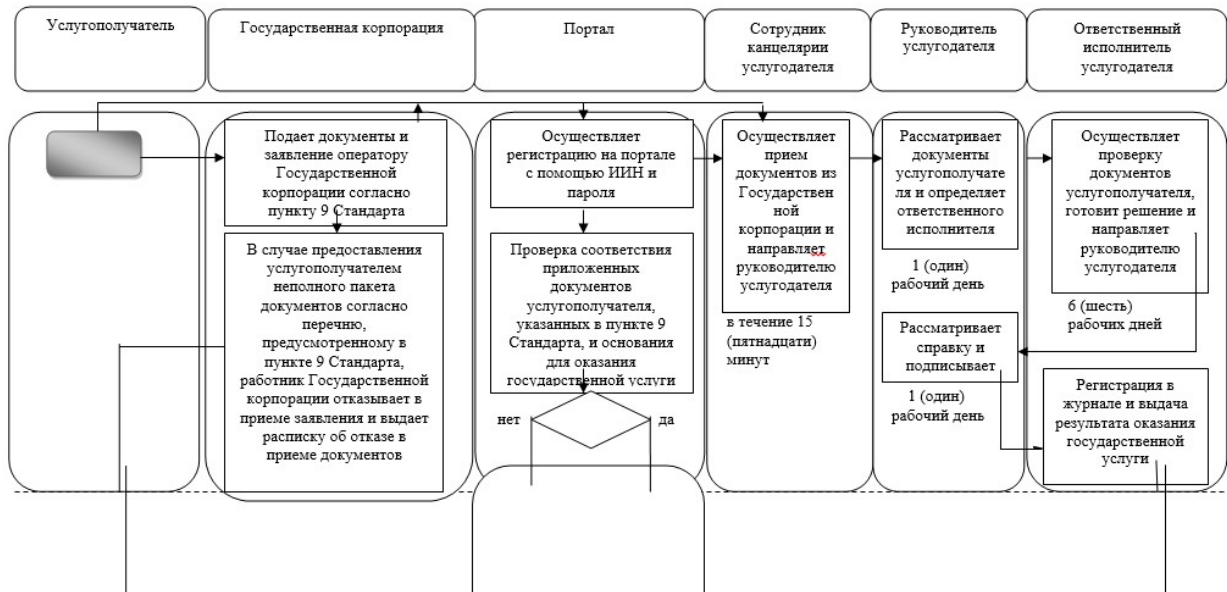 Услугополучатель
Государственная корпорация
Портал
Сотрудник
канцелярии
услугодателя
Руководитель
услугодателя
Ответственный
исполнитель
услугодателя
Подает документы и
заявление оператору
Государственной
корпорации согласно
пункту 9 Стандарта
В случае предоставления
услугополучателем
неполного пакета
документов согласно
перечню,
предусмотренному в
пункте 9 Стандарта,
работник Государственной
корпорации отказывает в
приеме заявления и выдает
расписку об отказе в
приеме документов
Осуществляет
регистрацию на портале
с помощью ИИН и
пароля
Проверка соответствия
приложенных
документов
услугополучателя,
указанных в пункте 9
Стандарта, и основания
для оказания
государственной услуги
нет
да
Осуществляет
прием
документов из
Государствен
ной
корпорации и
направляет
руководителю
услугодателя
в течение 15
(пятнадцати)
минут
Рассматривает
документы
услугополучате
ля и определяет
ответственного
исполнителя
1 (один)
рабочий день
Рассматривает
справку и
подписывает
1 (один)
рабочий день
Осуществляет
проверку
документов
услугополучателя,
готовит решение и
направляет
руководителю
услугодателя
6 (шесть)
рабочих дней
Регистрация в
журнале и выдача
результата оказания
государственной
услуги